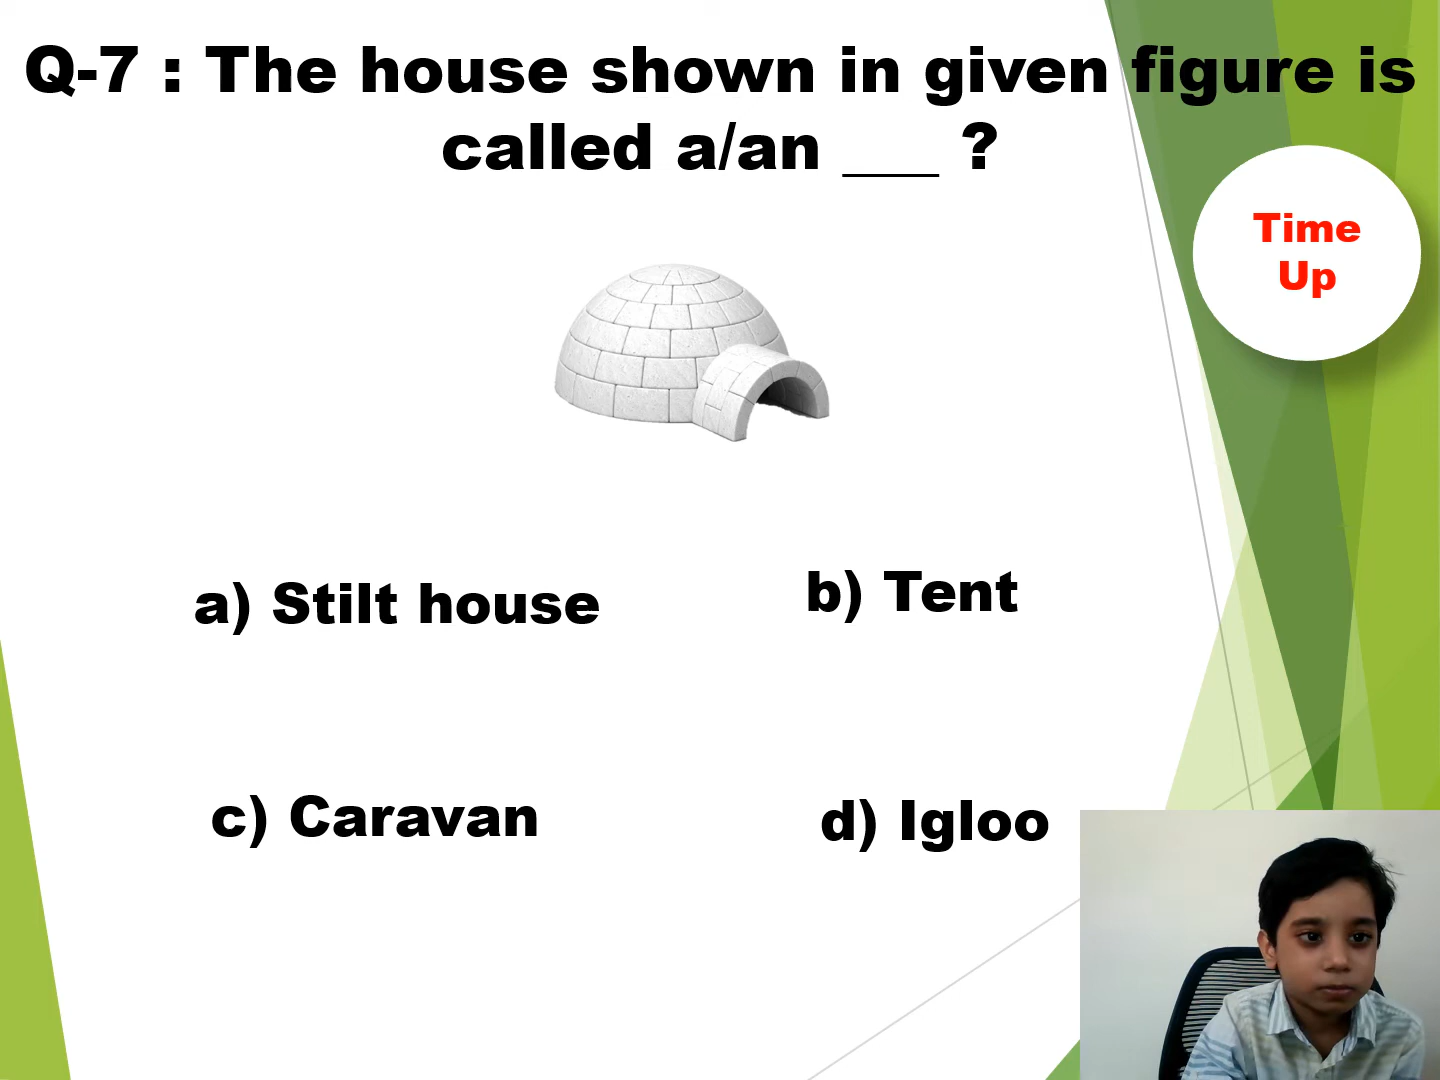 Q-7 : The house shown in given figure is
called a/an ___ ?
Time
Up
a) Stilt house
b) Tent
c) Caravan
d) Igloo